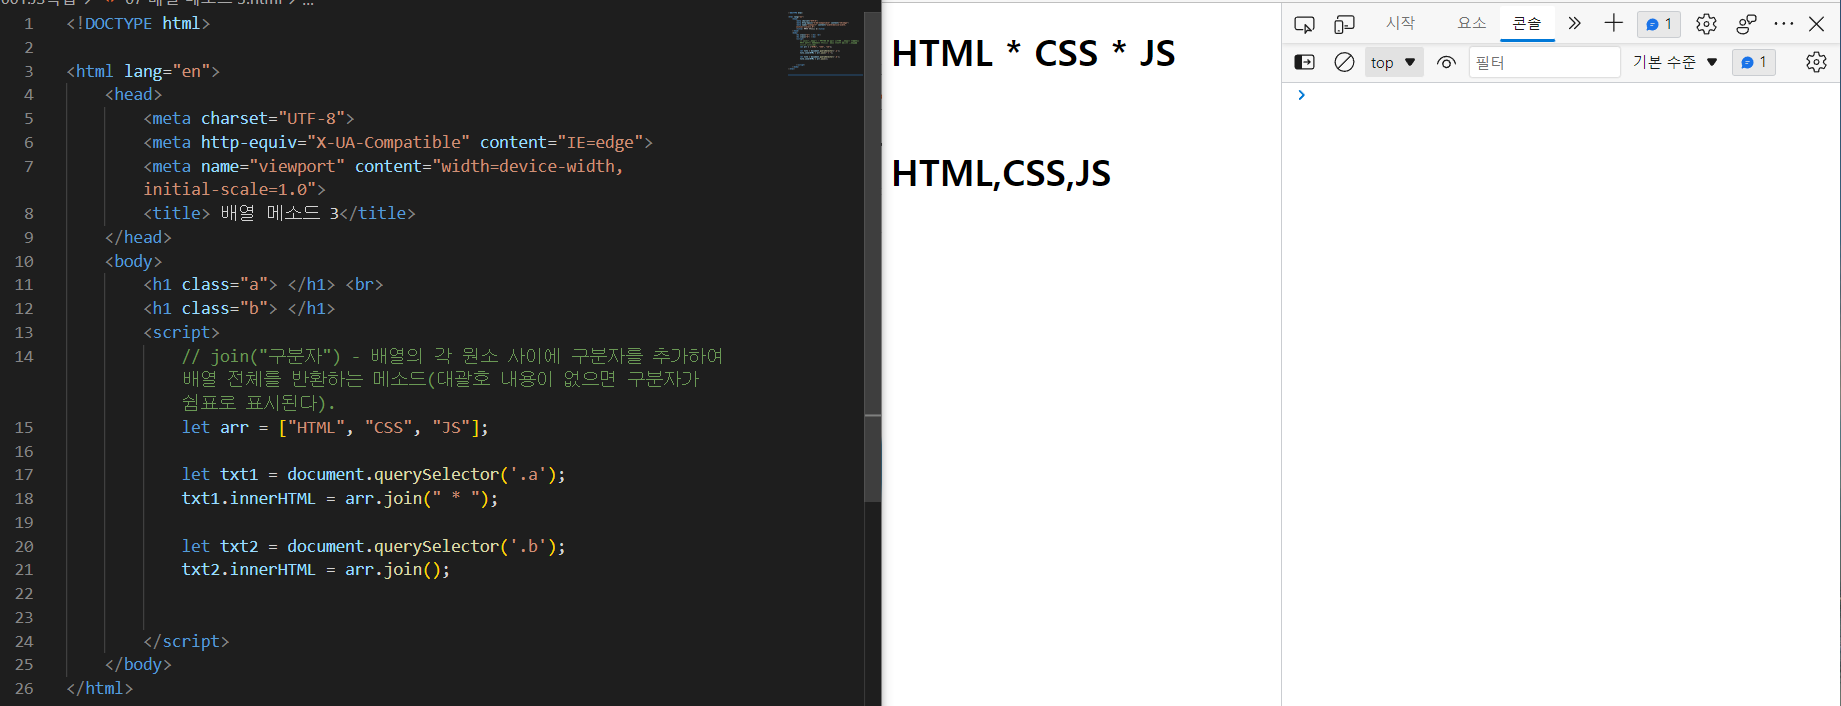 1 <!DOCTYPE html>
2
3 <html lang="en">
4 <head>
5 <meta charset="UTF-8">
6 <meta http-equiv="X-UA-Compatible" content="IE=edge">
7 <meta name="viewport" content="width=device-width,
initial-scale=1.0">
8 <title> 배열 메소드 3</title>
9 </head>
10 <body>
11 <h1 class="a"> </h1> <br>
12 <h1 class="b"> </h1>
13 <script>
14 // join("구분자") - 배열의 각 원소 사이에 구분자를 추가하여
배열 전체를 반환하는 메소드(대괄호 내용이 없으면 구분자가
쉼표로 표시된다).
15 let arr = ["HTML", "CSS", "JS"];
16
17 let txt1 = document.querySelector('.a');
18 txt1.innerHTML = arr.join(" * ");
19
20 let txt2 = document.querySelector('.b');
21 txt2.innerHTML = arr.join();
22
23
24 </script>
25 </body>
26 </html>
HTML * CSS * JS
HTML,CSS,JS
시작 요소 콘솔 1
top 필터 기본 수준 1